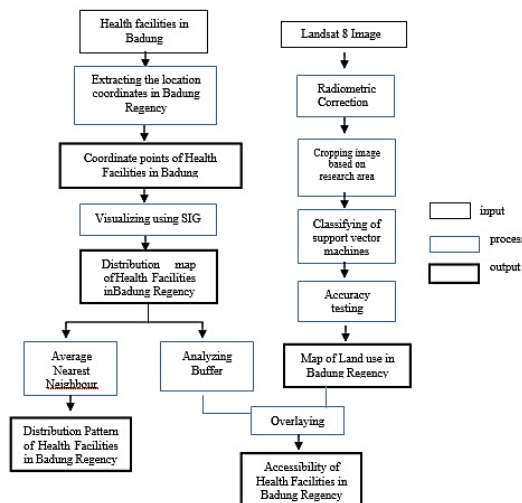 Health facilities in
Badung
Extracting the location
coordinates in Badung
Regency
Coordinate points of Health
Facilities in Badung
Visualizing using SIG
Distribution map
of Health Facilities
inBadung Regency
Average
Nearest
Neighbour
Analyzing
Buffer
Distribution Pattern
of Health Facilities
in Badung Regency
Landsat 8 Image
Radiometric
Correction
Cropping image
based on
research area
Classifying of
support vector
machines
Accuracy
testing
Map of Land use in
Badung Regency
Overlaying
Accessibility of
Health Facilities in
Badung Regency
input
process
output